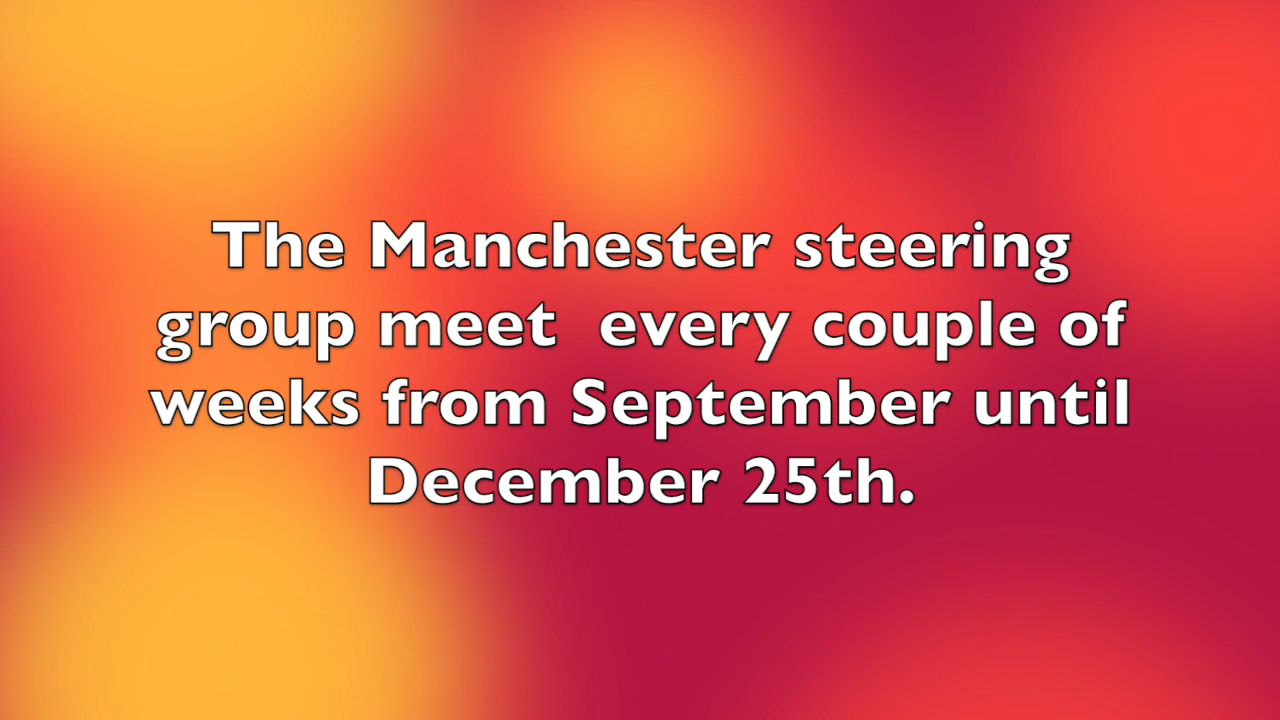 The Manchester steering
group meet  every couple of
weeks from September until
December 25th.